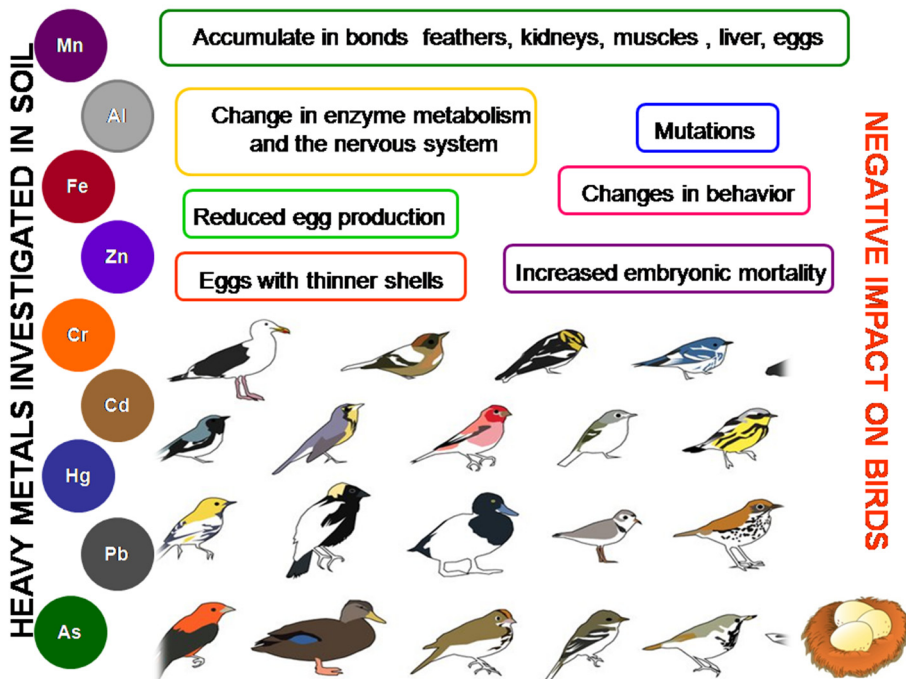 HEAVY METALS INVESTIGATED IN SOIL
Mn
Al
Fe
Zn
Cr
Cd
Hg
Pb
As
Accumulate in bonds feathers, kidneys, muscles , liver, eggs
Change in enzyme metabolism
and the nervous system
Mutations
Changes in behavior
Reduced egg production
Eggs with thinner shells
Increased embryonic mortality
NEGATIVE IMPACT ON BIRDS